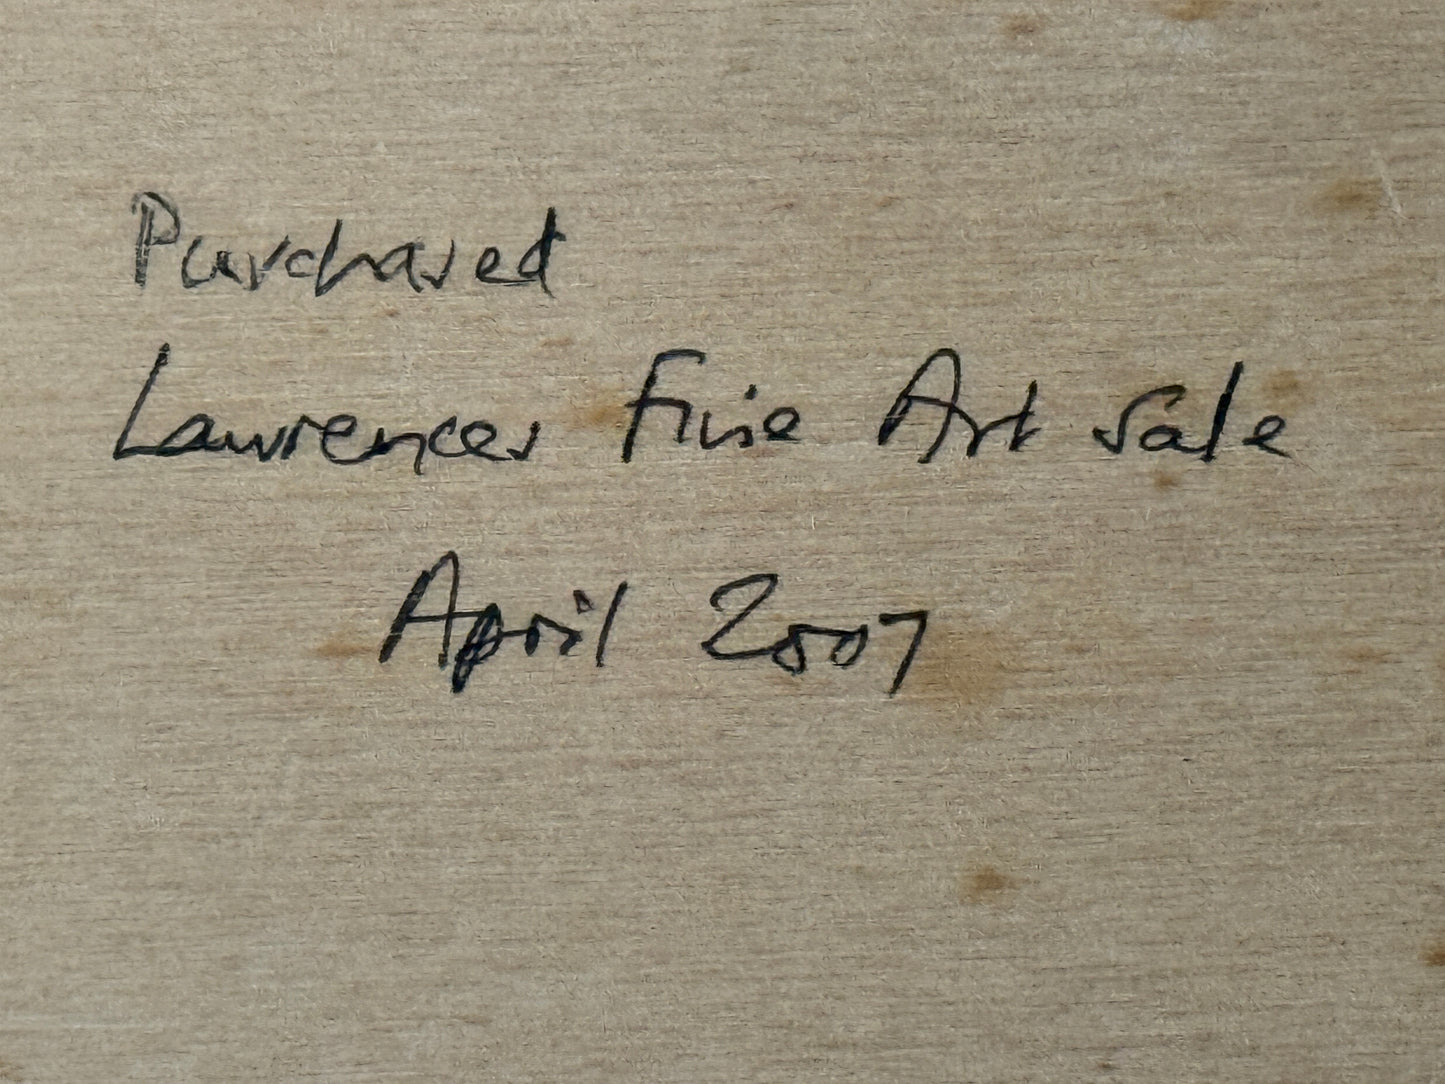 Purchased
Lawrences Fine Art Sale
April 2007